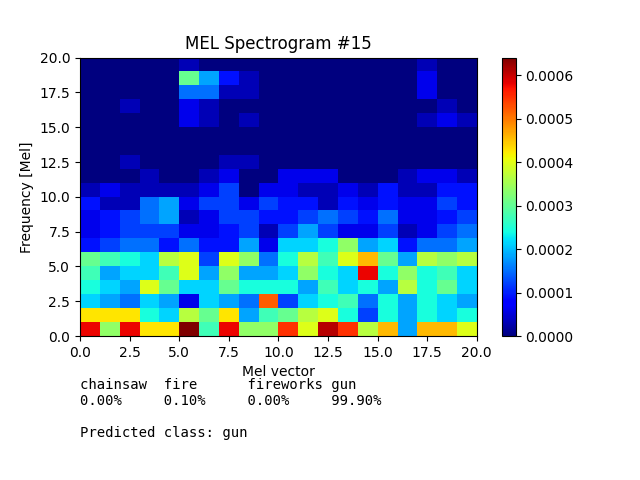 MEL Spectrogram #15
20.0
17.5
15.0
12.5
10.0
7.5
5.0
2.5
0.0
Frequency [Mel]
0.0 2.5 5.0 7.5 10.0 12.5 15.0 17.5 20.0
Mel vector
0.0006
0.0005
0.0004
0.0003
0.0002
0.0001
0.0000
chainsaw fire fireworks gun
0.00% 0.10% 0.00% 99.90%
Predicted class: gun